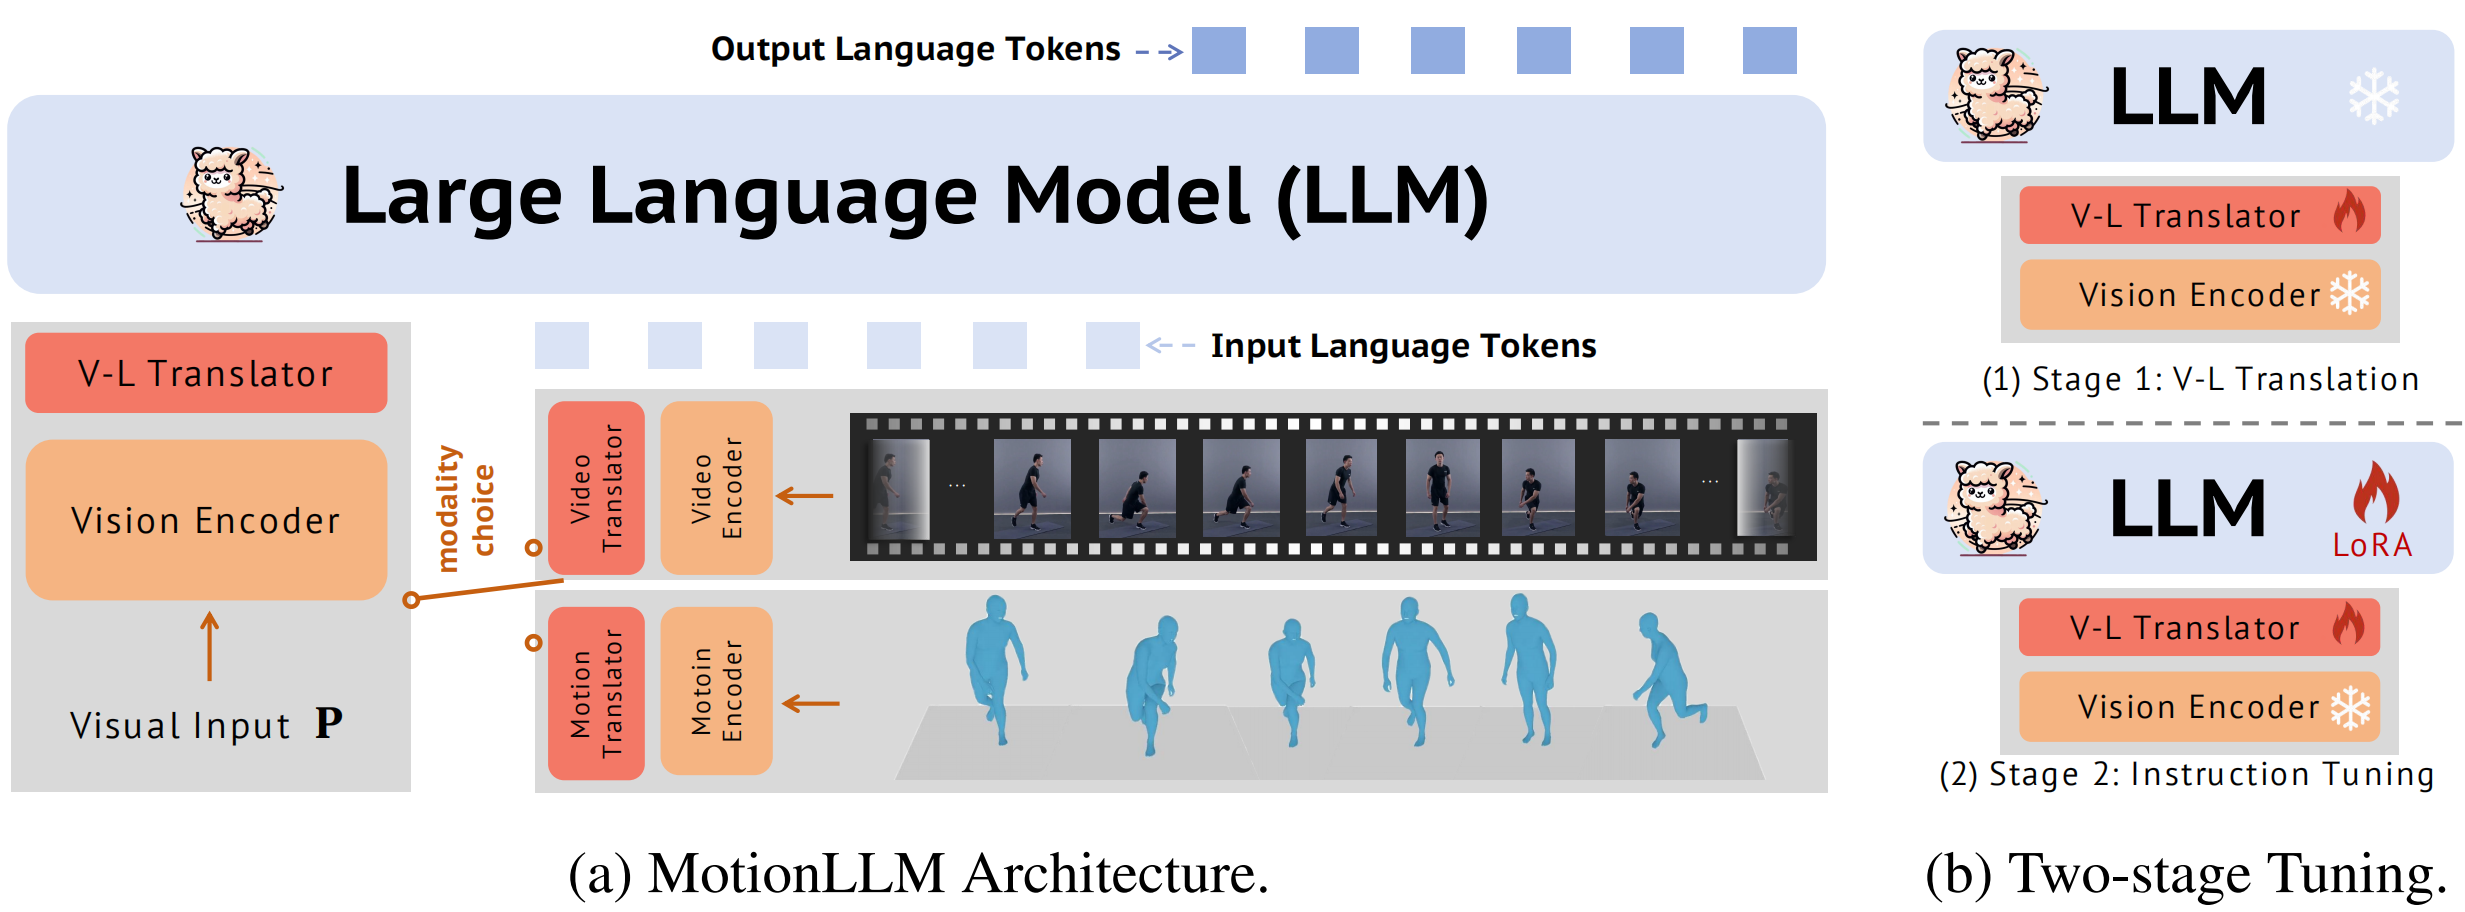 Output Language Tokens
Large Language Model (LLM)
Input Language Tokens
V-L Translator
Vision Encoder
Visual Input P
modality
choice
Video
Translator
Video
Encoder
...
...
Motion
Translator
Motoin
Encoder
(a) MotionLLM Architecture.
LLM
V-L Translator
Vision Encoder
(1) Stage 1: V-L Translation
LLM
LoRA
V-L Translator
Vision Encoder
(2) Stage 2: Instruction Tuning
(b) Two-stage Tuning.